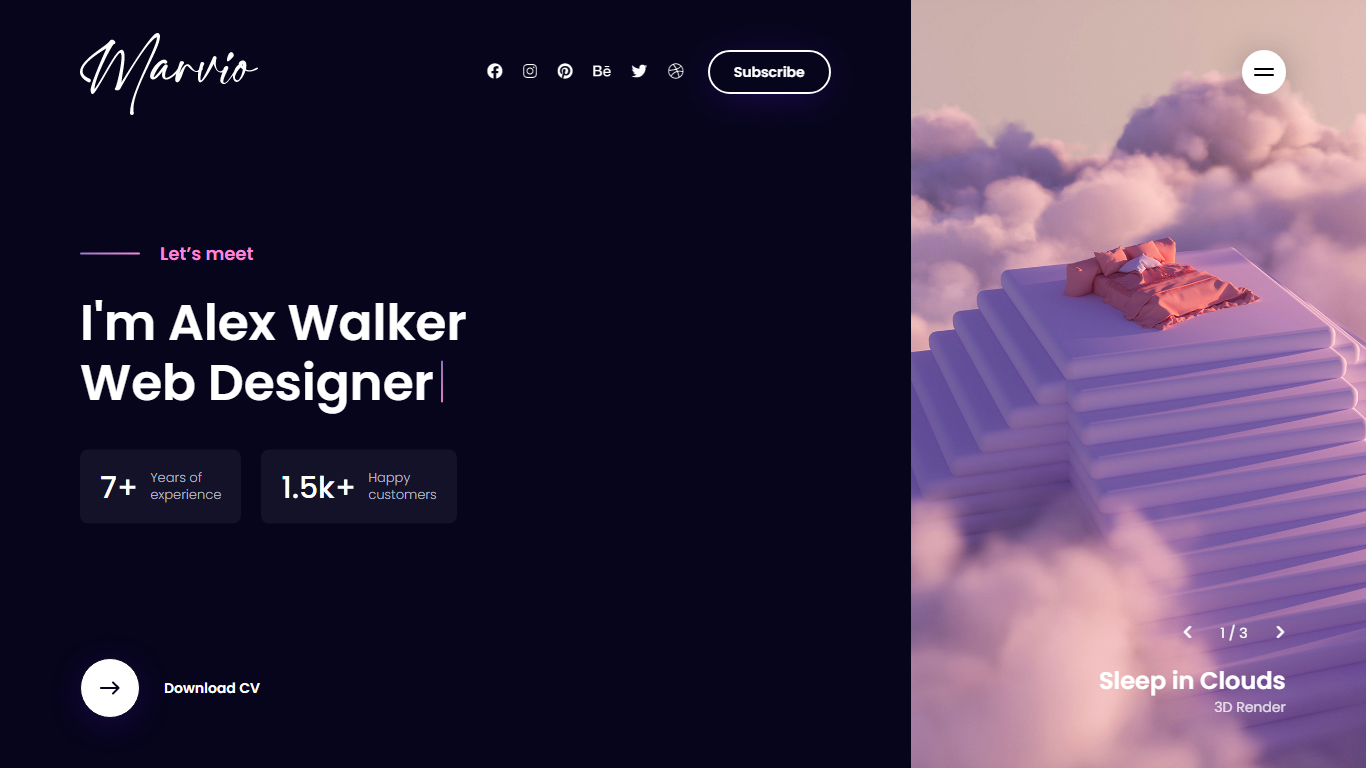 Marvio
Bē
Subscribe
Let’s meet
I'm Alex Walker
Web Designer
7+
Years of
experience
1.5k+
Happy
customers
Download CV
1 / 3
Sleep in Clouds
3D Render